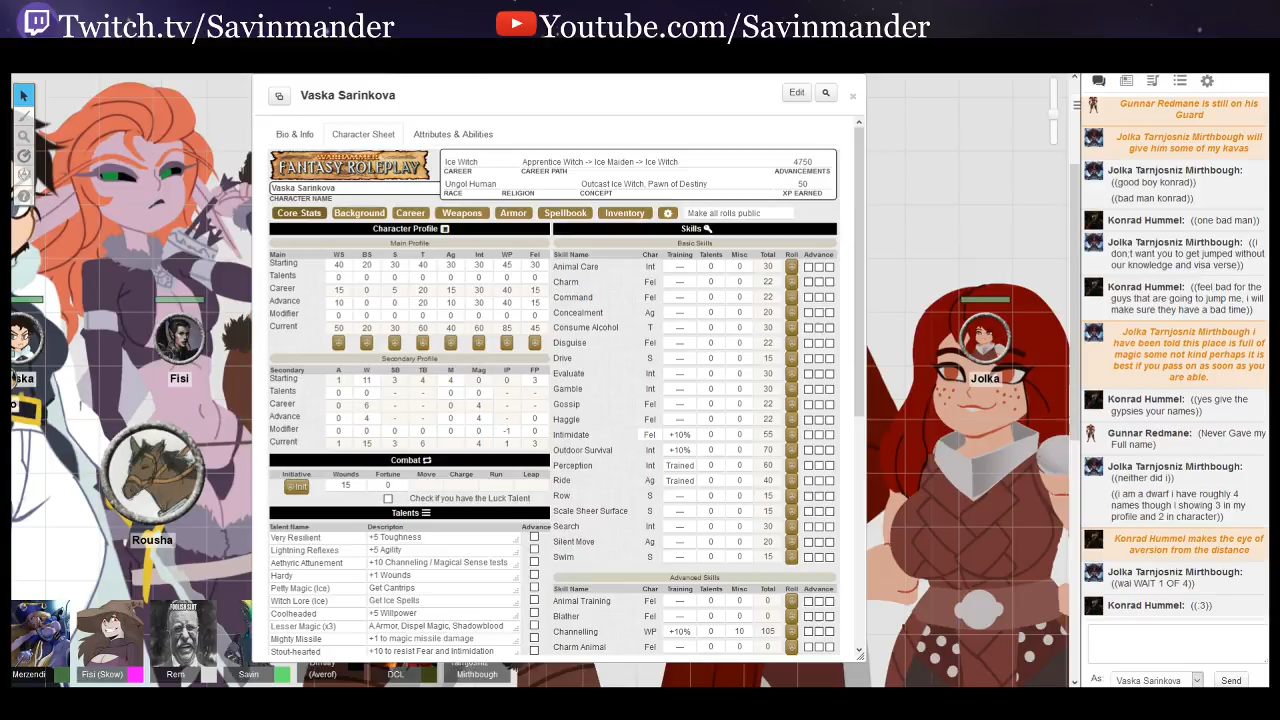 Twitch.tv/Savinmander
Youtube.com/Savinmander
Vaska Sarinkova
Edit
Bio & Info
Character Sheet
Attributes & Abilities
WARHAMMER
FANTASY ROLEPLAY
Ice Witch Apprentice Witch -> Ice Maiden -> Ice Witch 4750
CAREER CAREER PATH ADVANCEMENTS
Ungol Human Outcast Ice Witch, Pawn of Destiny 50
RACE RELIGION CONCEPT XP EARNED
Vaska Sarinkova
CHARACTER NAME
Core Stats Background Career Weapons Armor Spellbook Inventory Make all rolls public
Character Profile
Main Profile
Main WS BS S T Ag Int WP Fel
Starting 40 20 30 40 30 30 45 30
Talents 0 0 0 0 0 0 0 0
Career 15 0 5 20 15 30 40 15
Advance 10 0 0 20 10 30 40 15
Modifier 0 0 0 0 0 0 0 0
Current 50 20 30 60 40 60 85 45
Secondary Profile
Secondary A W SB TB M Mag IP FP
Starting 1 11 3 4 4 0 0 3
Talents 0 0 - - 0 0 - -
Career 0 6 - - 0 4 - -
Advance 0 4 - - 0 4 - 0
Modifier 0 0 0 0 0 0 -1 0
Current 1 15 3 6 4 1 3
Combat
Initiative Wounds Fortune Move Charge Run Leap
Init 15 0
Check if you have the Luck Talent
Talents
Talent Name Descripton Advance
Very Resilient +5 Toughness
Lightning Reflexes +5 Agility
Aethyric Attunement +10 Channeling / Magical Sense tests
Hardy +1 Wounds
Petty Magic (Ice) Get Cantrips
Witch Lore (Ice) Get Ice Spells
Coolheaded +5 Willpower
Lesser Magic (x3) A.Armor, Dispel Magic, Shadowblood
Mighty Missile +1 to magic missile damage
Stout-hearted +10 to resist Fear and Intimidation
Skills
Basic Skills
Skill Name Char Training Talents Misc Total Roll Advance
Animal Care Int — 0 0 30
Charm Fel — 0 0 22
Command Fel — 0 0 22
Concealment Ag — 0 0 20
Consume Alcohol T — 0 0 30
Disguise Fel — 0 0 22
Drive S — 0 0 15
Evaluate Int — 0 0 30
Gamble Int — 0 0 30
Gossip Fel — 0 0 22
Haggle Fel — 0 0 22
Intimidate Fel +10% 0 0 55
Outdoor Survival Int +10% 0 0 70
Perception Int Trained 0 0 60
Ride Ag Trained 0 0 40
Row S — 0 0 15
Scale Sheer Surface S — 0 0 15
Search Int — 0 0 30
Silent Move Ag — 0 0 20
Swim S — 0 0 15
Advanced Skills
Skill Name Char Training Talents Misc Total Roll Advance
Animal Training Fel — 0 0 0
Blather Fel — 0 0 0
Channelling WP +10% 0 10 105
Charm Animal Fel — 0 0 0
ska
Fisi
Rousha
Jolka
FOOLISH SLUT
Merzendi
Fisi (Skow)
Rem
Savin
(Averof)
DCL
Tarnjosniz
Mirthbough
Gunnar Redmane is still on his
Guard
Jolka Tarnjosniz Mirthbough will
give him some of my kavas
Jolka Tarnjosniz Mirthbough:
((good boy konrad))
(bad man konrad))
Konrad Hummel: ((one bad man))
Jolka Tarnjosniz Mirthbough: ((i
don;t want you to get jumped without
our knowledge and visa verse))
Konrad Hummel: ((feel bad for the
guys that are going to jump me, i will
make sure they have a bad time))
Jolka Tarnjosniz Mirthbough i
have been told this place is full of
magic some not kind perhaps it is
best if you pass on as soon as you
are able.
Konrad Hummel: ((yes give the
gypsies your names))
Gunnar Redmane: (Never Gave my
Full name)
Jolka Tarnjosniz Mirthbough:
((neither did i))
((i am a dwarf i have roughly 4
names though i showing 3 in my
profile and 2 in character))
Konrad Hummel makes the eye of
aversion from the distance
Jolka Tarnjosniz Mirthbough:
((wai WAIT 1 OF 4))
Konrad Hummel: ((:3))
As: Vaska Sarinkova Send